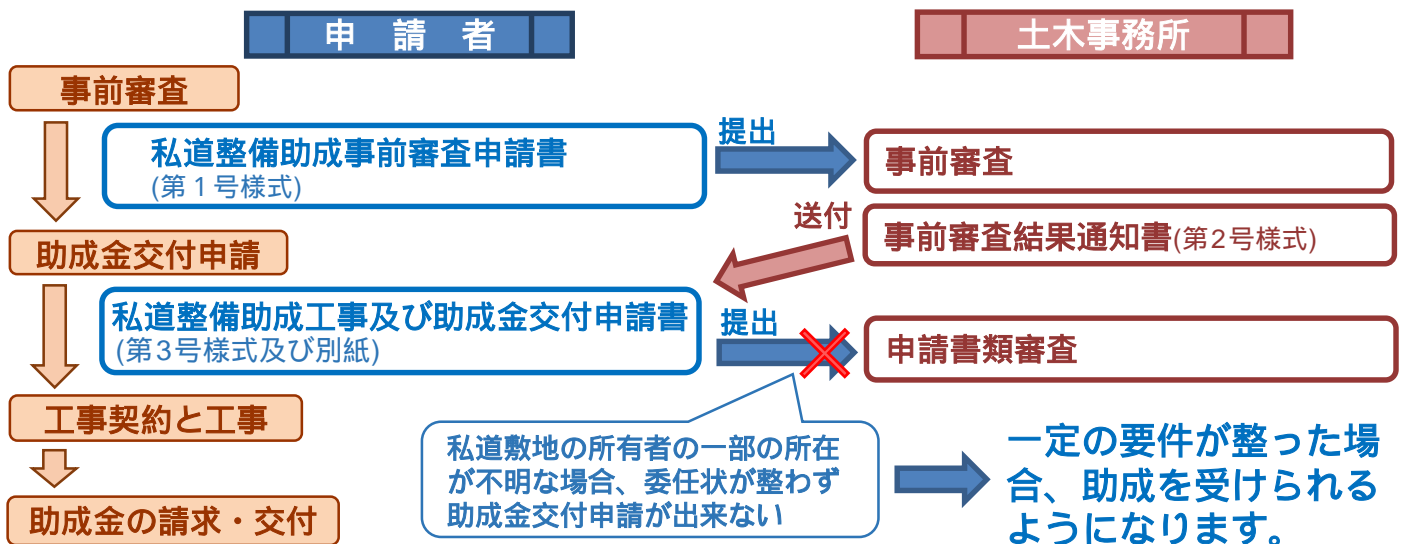 申 請 者
土木事務所
事前審査
私道整備助成事前審査申請書
(第１号様式)
提出
事前審査
送付
事前審査結果通知書(第2号様式)
助成金交付申請
私道整備助成工事及び助成金交付申請書
(第3号様式及び別紙)
提出
申請書類審査
工事契約と工事
私道敷地の所有者の一部の所在
が不明な場合、委任状が整わず
助成金交付申請が出来ない
一定の要件が整った場
合、助成を受けられる
ようになります。
助成金の請求・交付